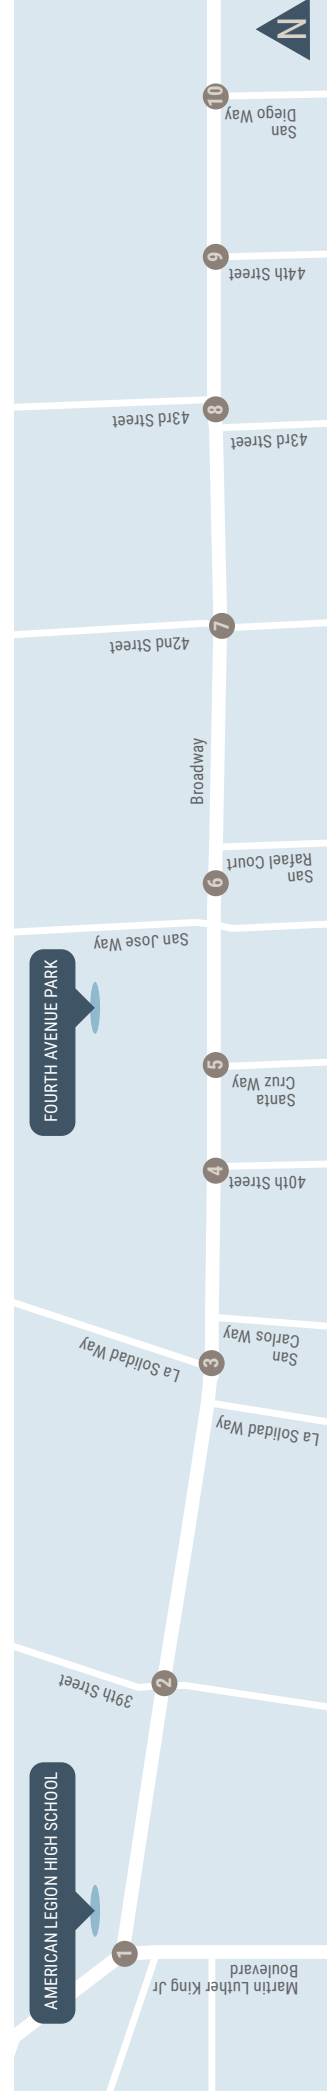 N
10
San
Diego Way
9
44th Street
8
43rd Street
43rd Street
7
42nd Street
Broadway
6
San
Rafael Court
San Jose Way
FOURTH AVENUE PARK
5
Santa
Cruz Way
4
40th Street
San
Carlos Way
3
La Solidad Way
La Solidad Way
2
39th Street
AMERICAN LEGION HIGH SCHOOL
1
Martin Luther King Jr
Boulevard